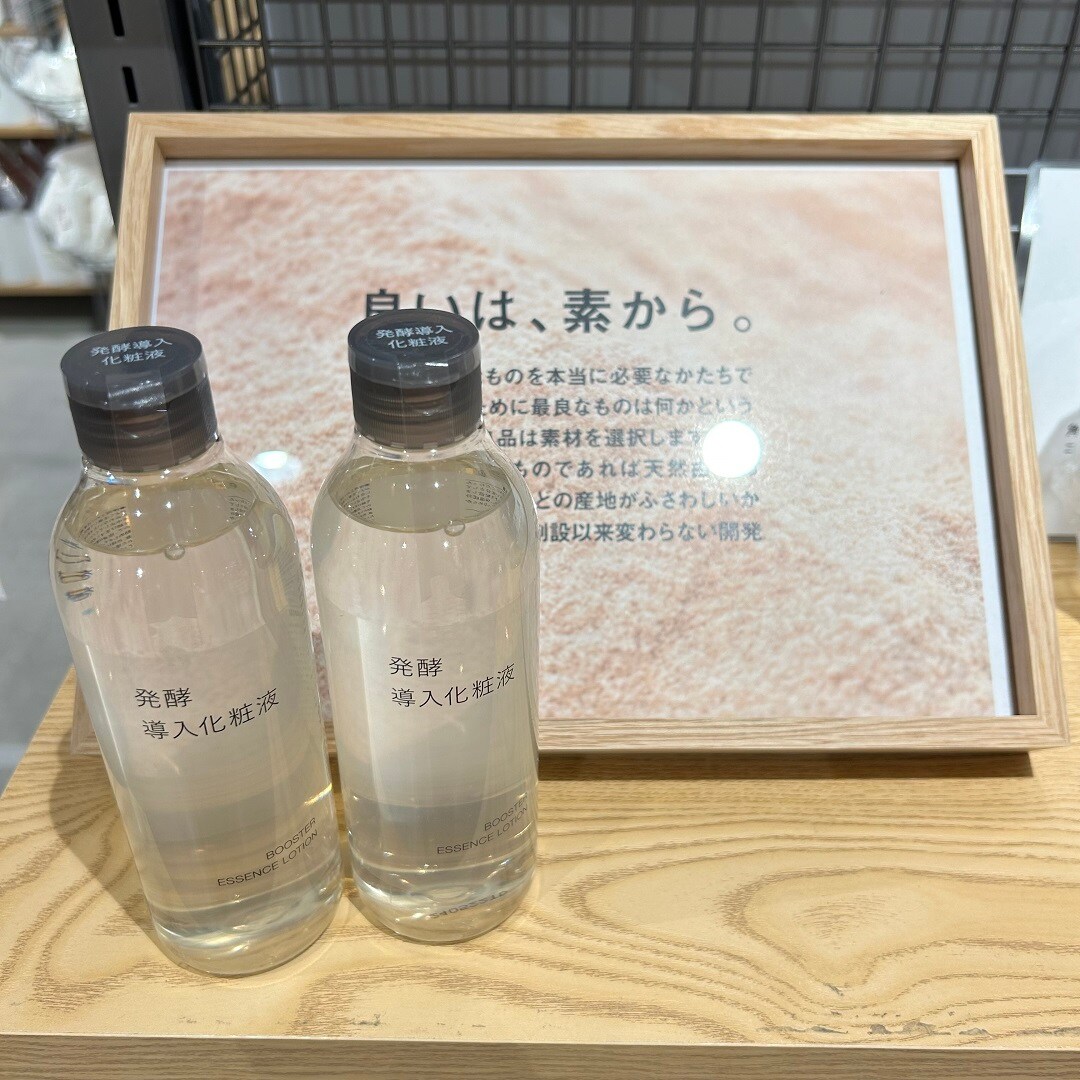 良いは、素から。
ものを本当に必要なかたちで
ために最良なものは何かという
品は素材を選択します
ものであれば天然
との産地がふさわしいか
創設以来変わらない開発
発酵導入
化粧液
発酵
導入化粧液
BOOSTER
ESSENCE LOTION
発酵導入
化粧液
発酵
導入化粧液
BOOSTER
ESSENCE LOTION